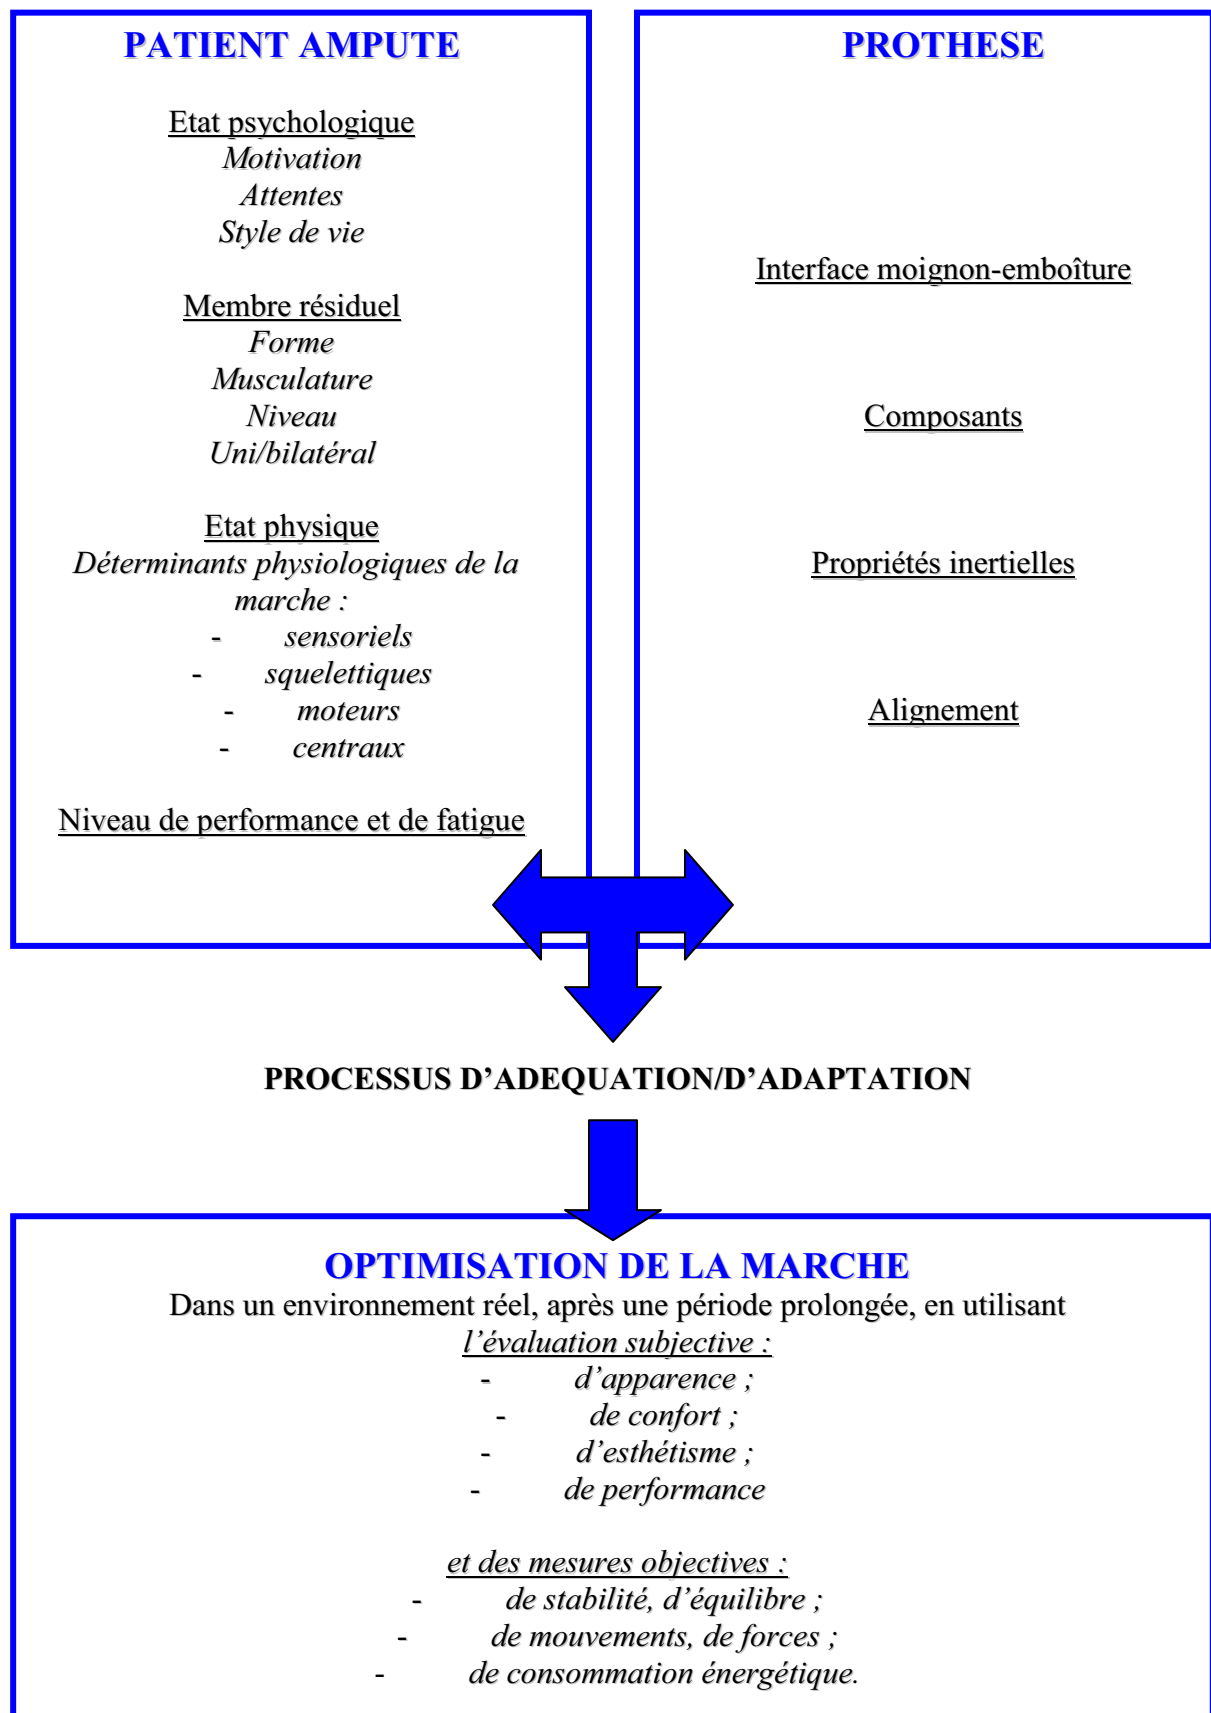 PATIENT AMPUTE
Etat psychologique
Motivation
Attentes
Style de vie
Membre résiduel
Forme
Musculature
Niveau
Uni/bilatéral
Etat physique
Déterminants physiologiques de la
marche :
- sensoriels
- squelettiques
- moteurs
- centraux
Niveau de performance et de fatigue
PROTHESE
Interface moignon-emboîture
Composants
Propriétés inertielles
Alignement
PROCESSUS D’ADEQUATION/D’ADAPTATION
OPTIMISATION DE LA MARCHE
Dans un environnement réel, après une période prolongée, en utilisant
l’évaluation subjective :
- d’apparence ;
- de confort ;
- d’esthétisme ;
- de performance
et des mesures objectives :
- de stabilité, d’équilibre ;
- de mouvements, de forces ;
- de consommation énergétique.